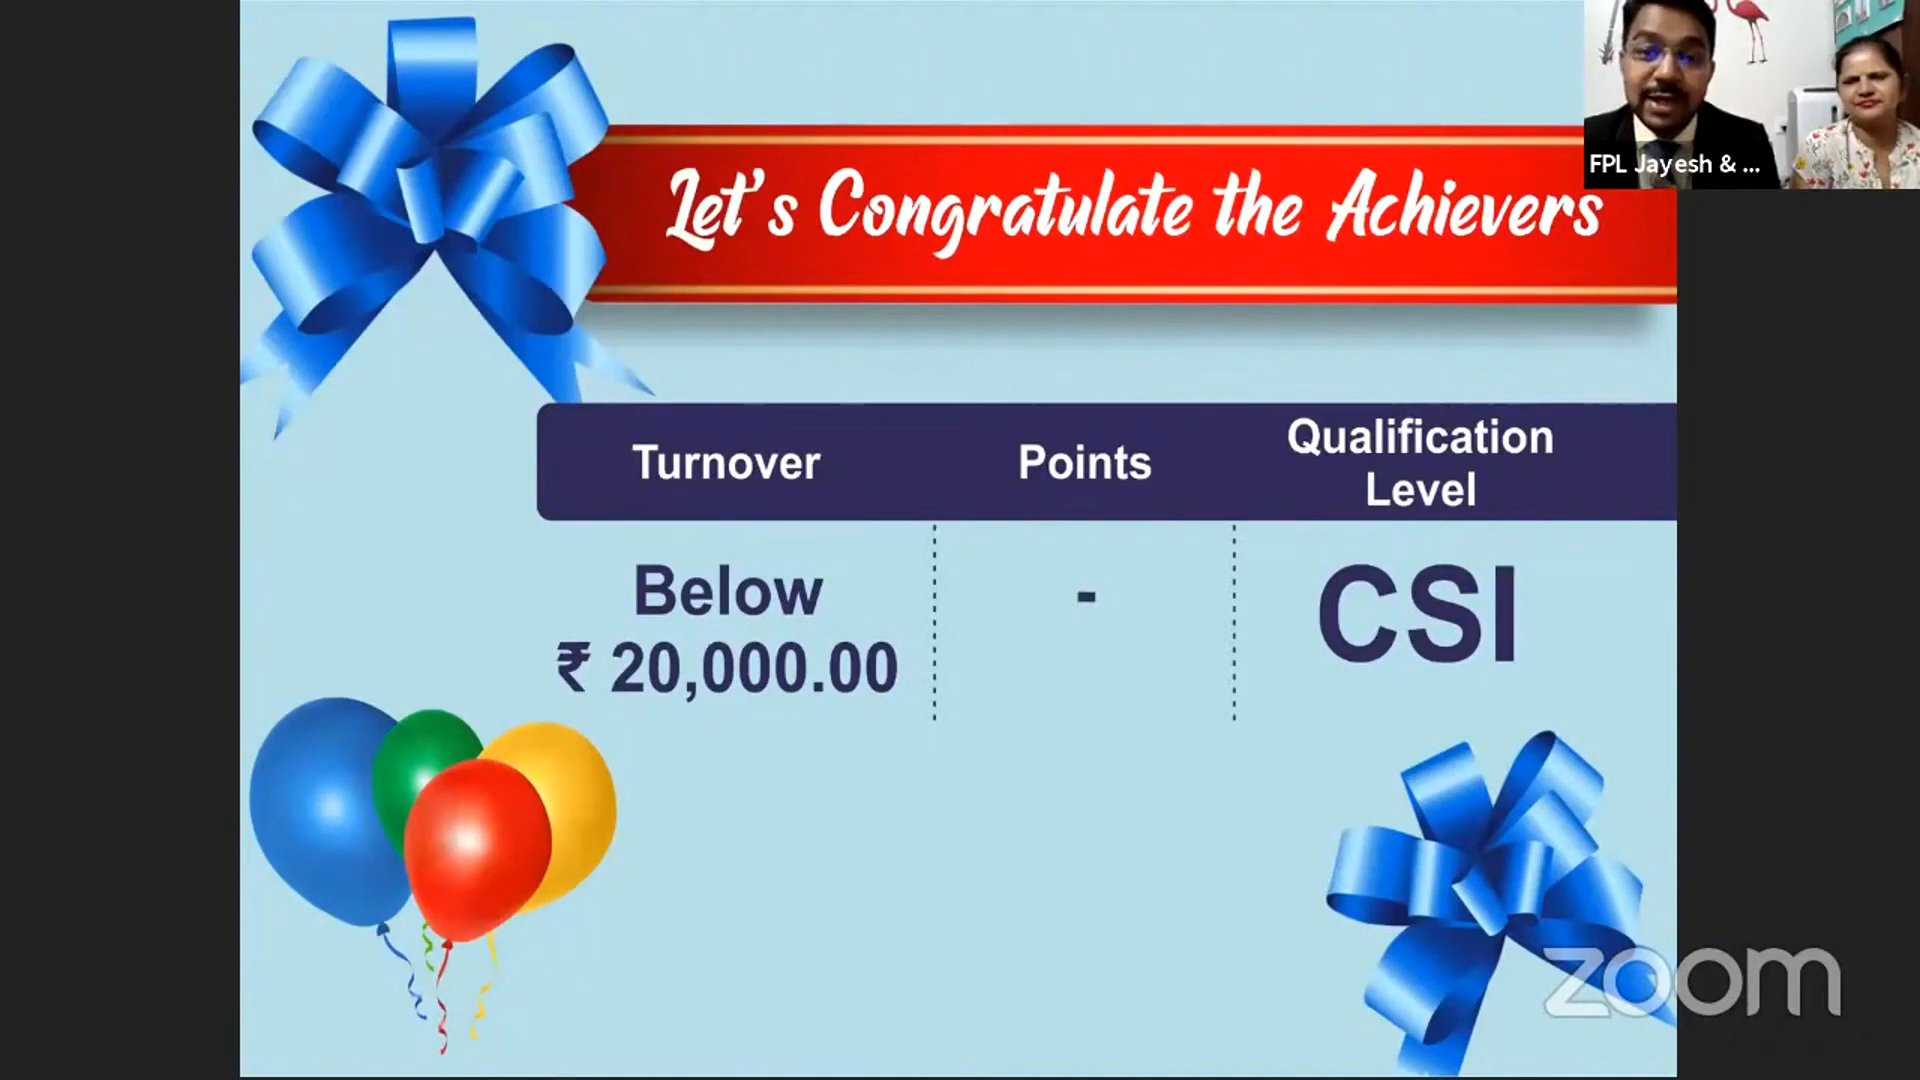 FPL Jayesh & ...
Let's Congratulate the Achievers
Turnover
Points
Qualification
Level
Below
₹ 20,000.00
-
CSI
zoom